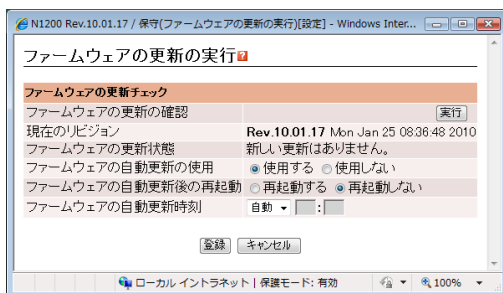 N1200 Rev.10.01.17 / 保守(ファームウェアの更新の実行)[設定] - Windows Inter...
ファームウェアの更新の実行?
ファームウェアの更新チェック
ファームウェアの更新の確認 実行
現在のリビジョン Rev.10.01.17 Mon Jan 25 08:36:48 2010
ファームウェアの更新状態 新しい更新はありません。
ファームウェアの自動更新の使用 使用する 使用しない
ファームウェアの自動更新後の再起動 再起動する 再起動しない
ファームウェアの自動更新時刻 自動 :
登録 キャンセル
ローカル イントラネット | 保護モード: 有効 100%